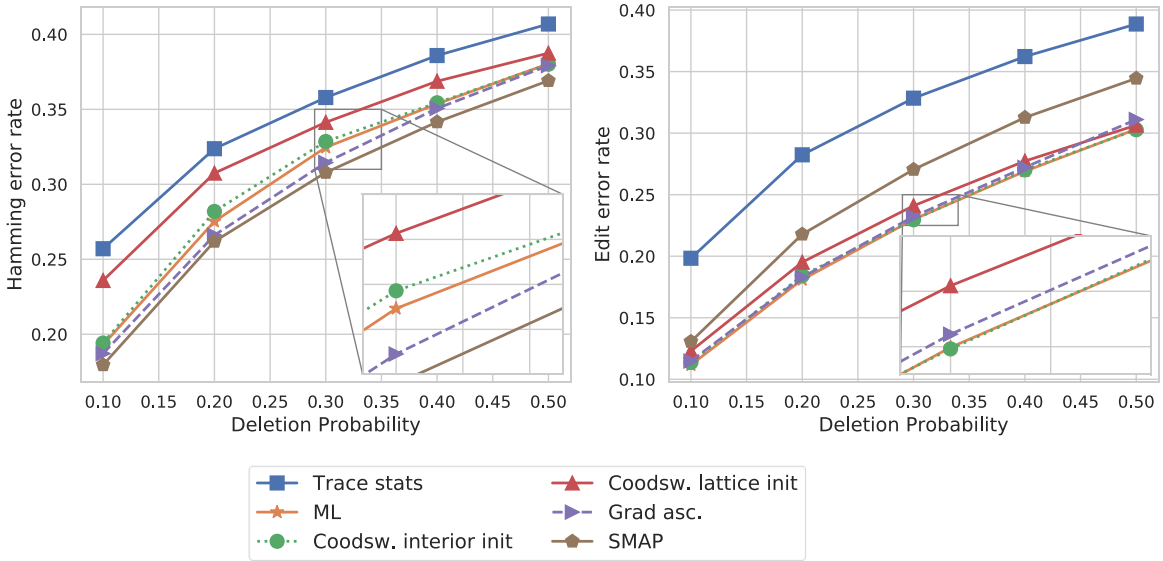 0.40
0.35
0.30
0.25
0.20
Hamming error rate
0.10 0.15 0.20 0.25 0.30 0.35 0.40 0.45 0.50
Deletion Probability
0.40
0.35
0.30
0.25
0.20
0.15
0.10
Edit error rate
0.10 0.15 0.20 0.25 0.30 0.35 0.40 0.45 0.50
Deletion Probability
Trace stats
ML
Coodsw. interior init
Coodsw. lattice init
Grad asc.
SMAP